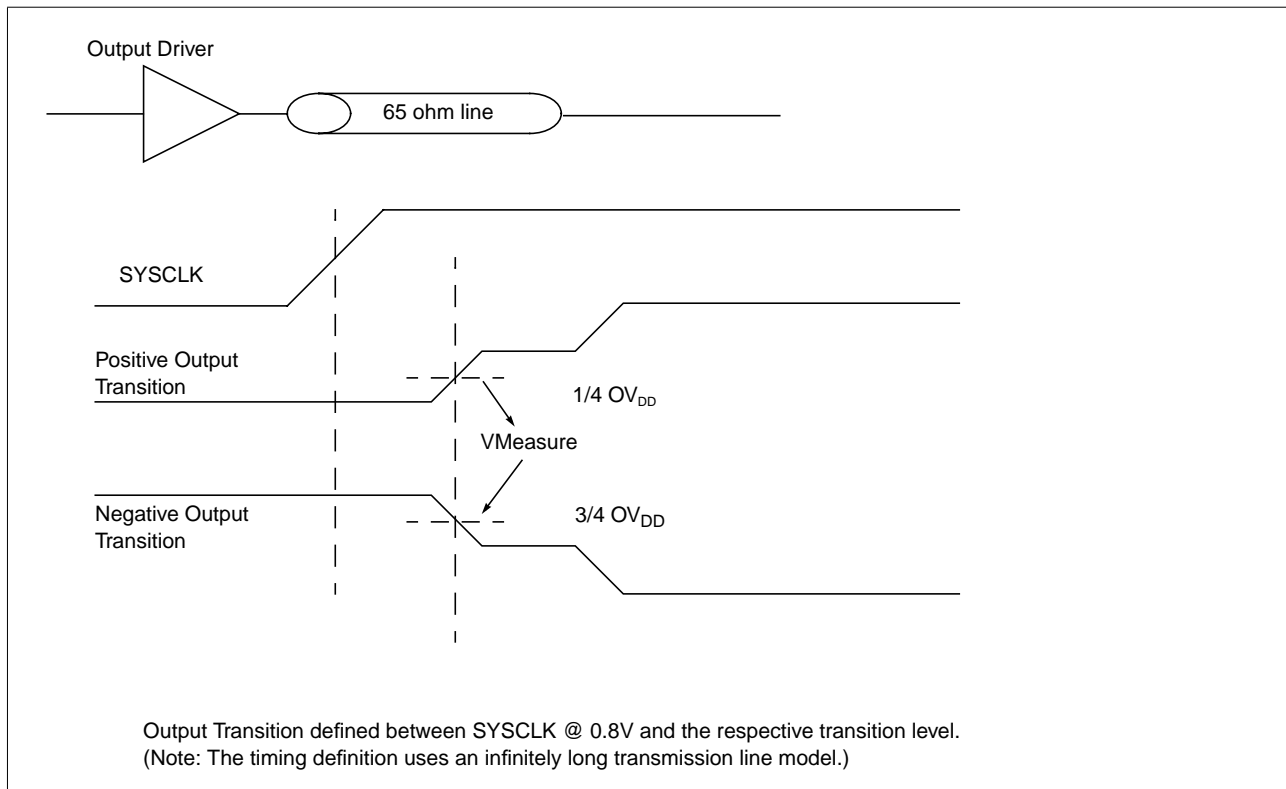 Output Driver
65 ohm line
SYSCLK
Positive Output
Transition
1/4 OVDD
VMeasure
Negative Output
Transition
3/4 OVDD
Output Transition defined between SYSCLK @ 0.8V and the respective transition level.
(Note: The timing definition uses an infinitely long transmission line model.)